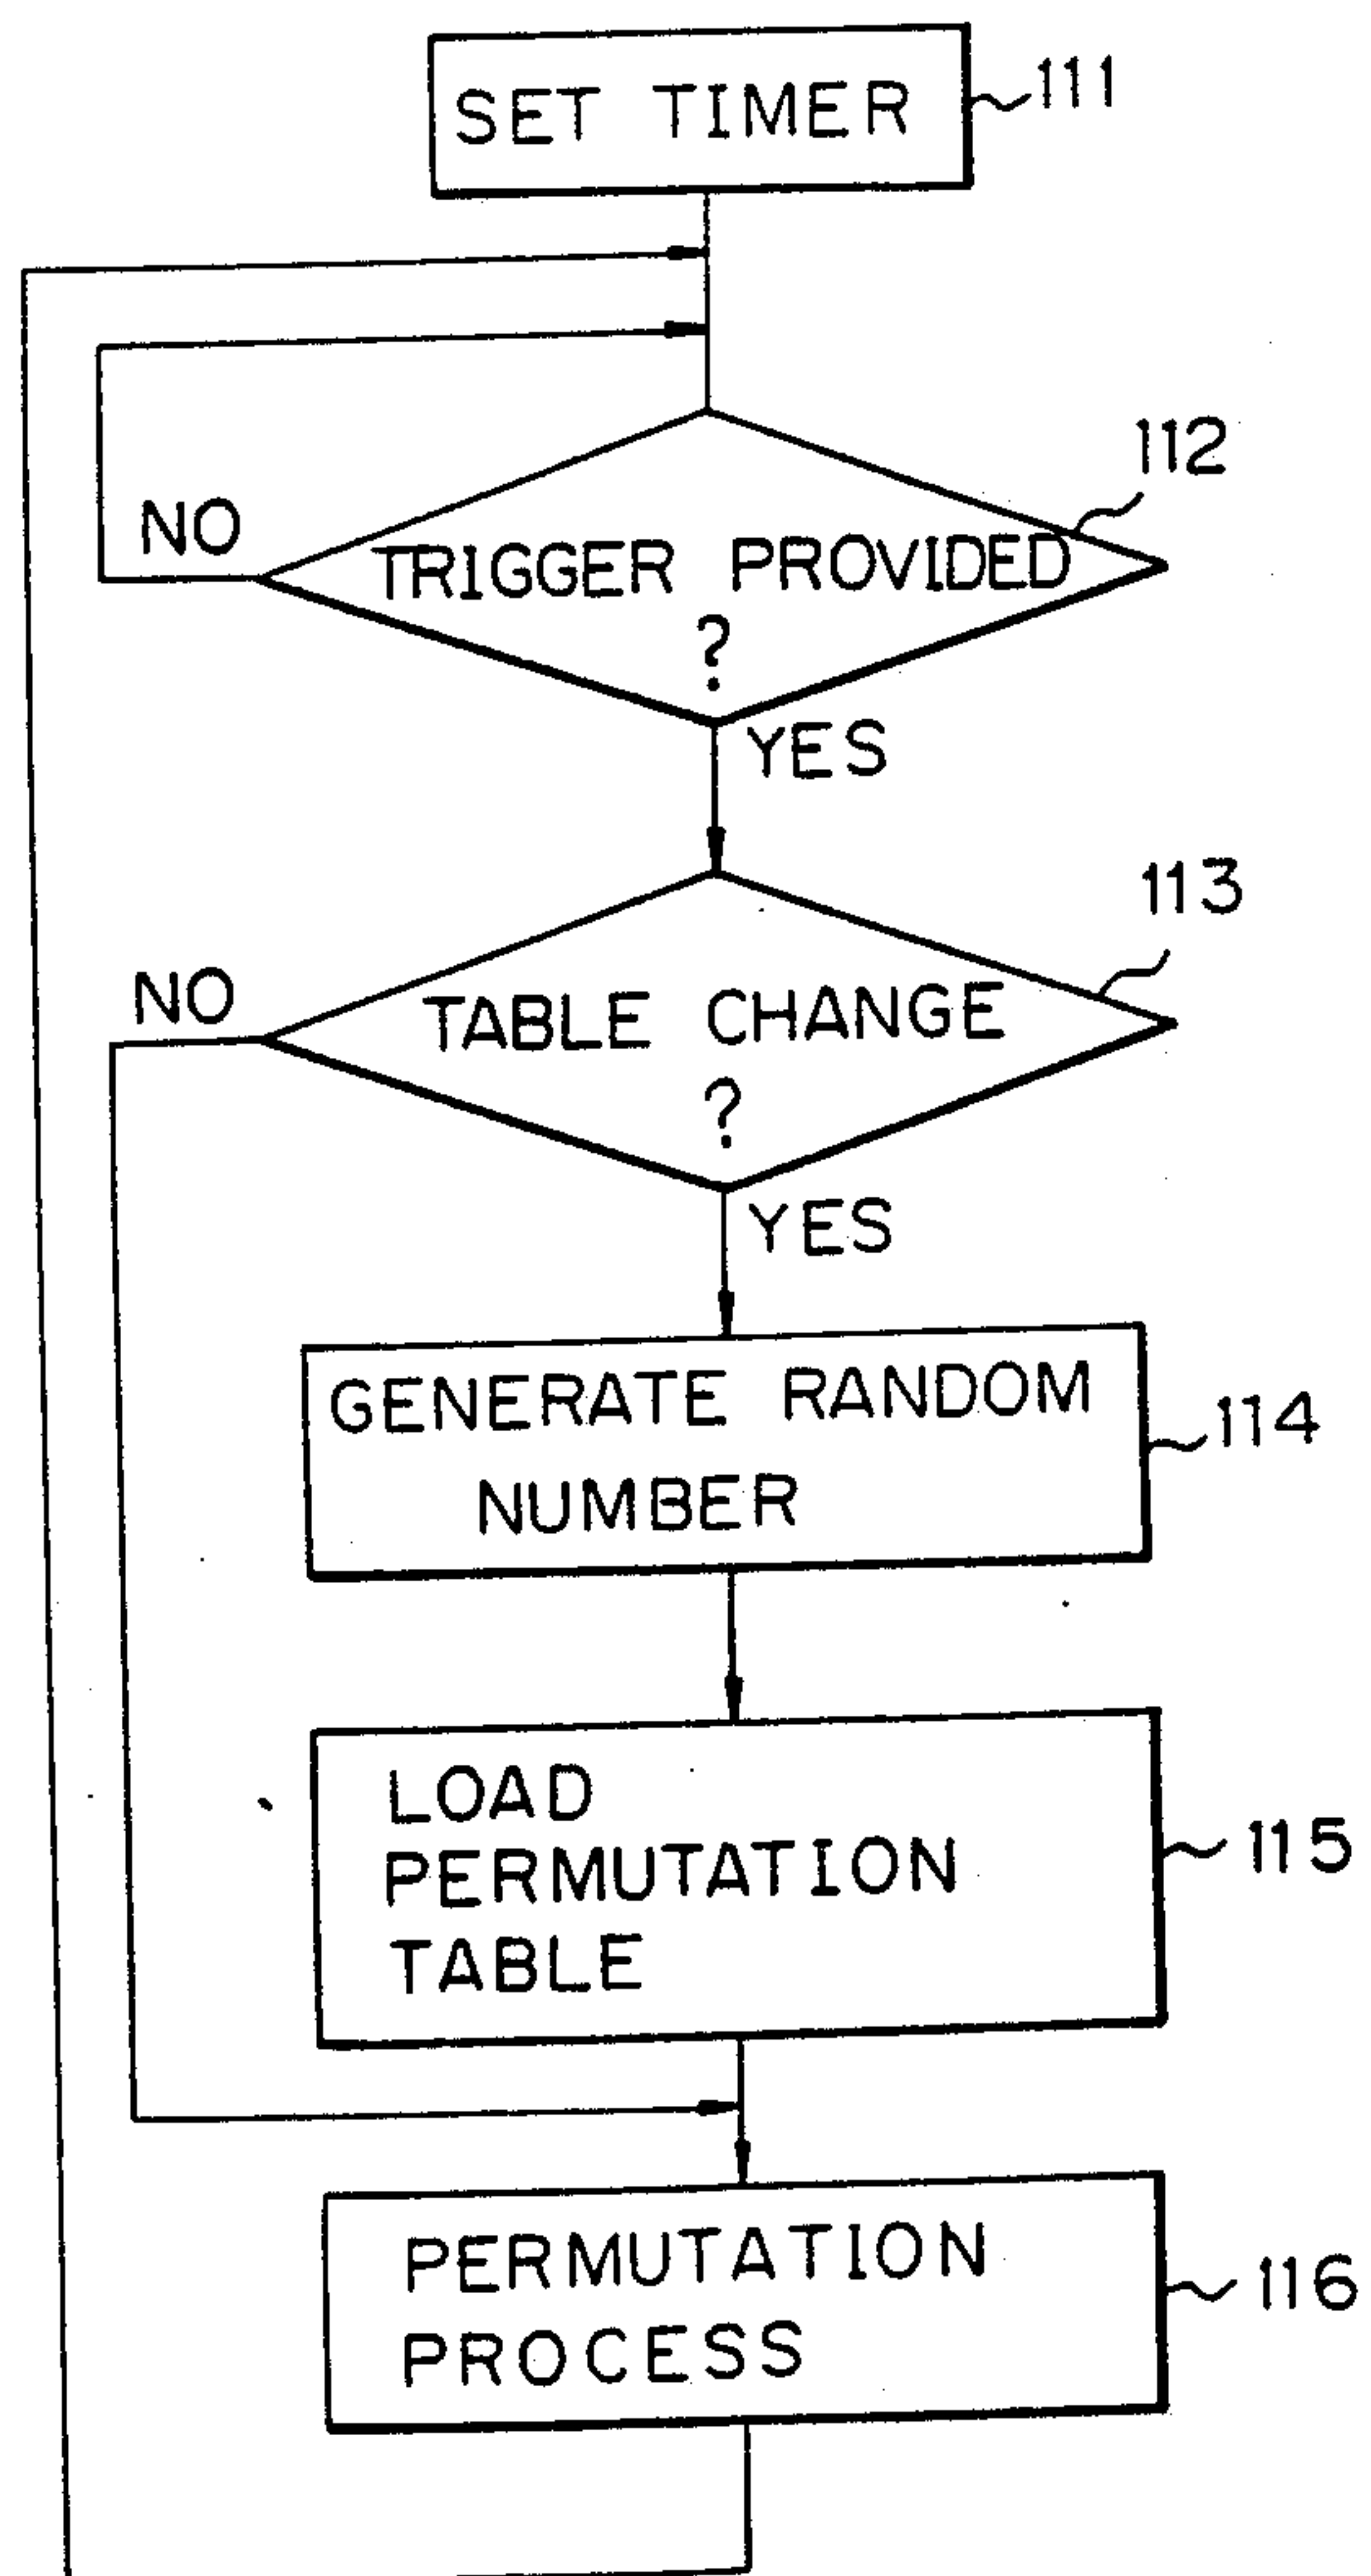 SET TIMER
111
112
NO
TRIGGER PROVIDED
?
YES
113
NO
TABLE CHANGE
?
YES
GENERATE RANDOM
NUMBER
114
LOAD
PERMUTATION
TABLE
115
PERMUTATION
PROCESS
116